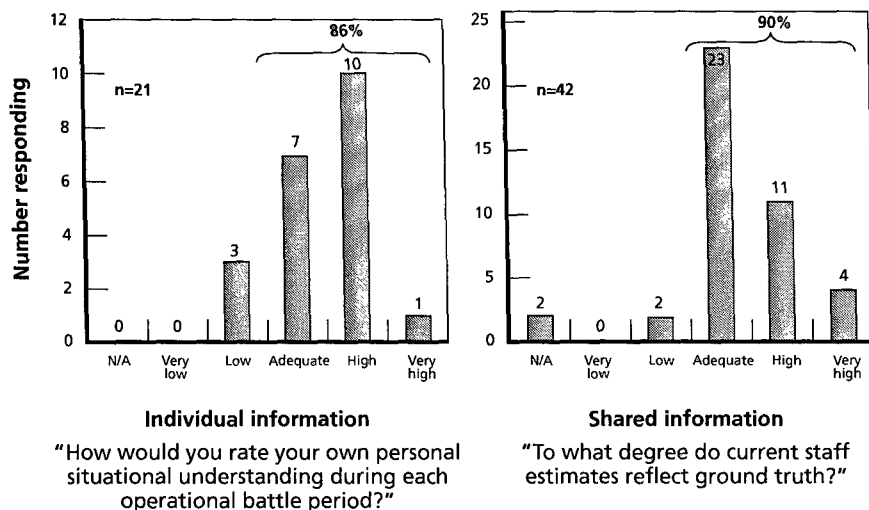 Number responding
12
10
8
6
4
2
0
n=21
86%
0
0
3
7
10
1
N/A
Very
low
Low
Adequate
High
Very
high
Individual information
"How would you rate your own personal
situational understanding during each
operational battle period?"
25
20
15
10
5
0
n=42
90%
2
0
2
23
11
4
N/A
Very
low
Low
Adequate
High
Very
high
Shared information
"To what degree do current staff
estimates reflect ground truth?"